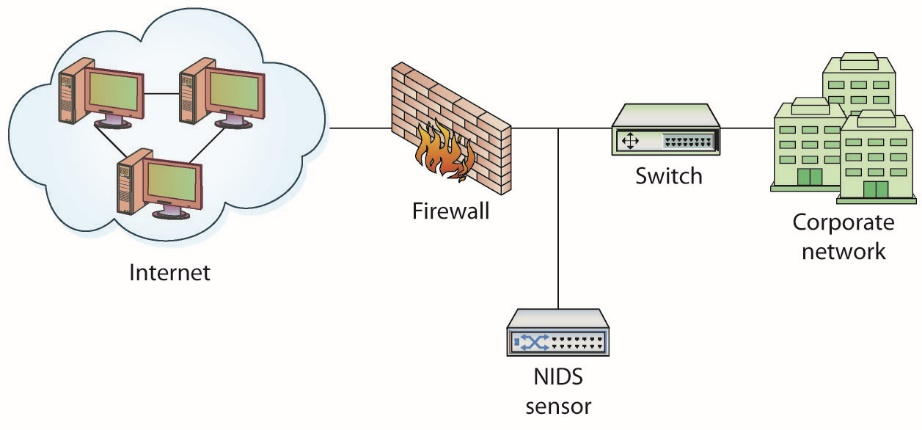 Internet
Firewall
Switch
Corporate
network
NIDS
sensor